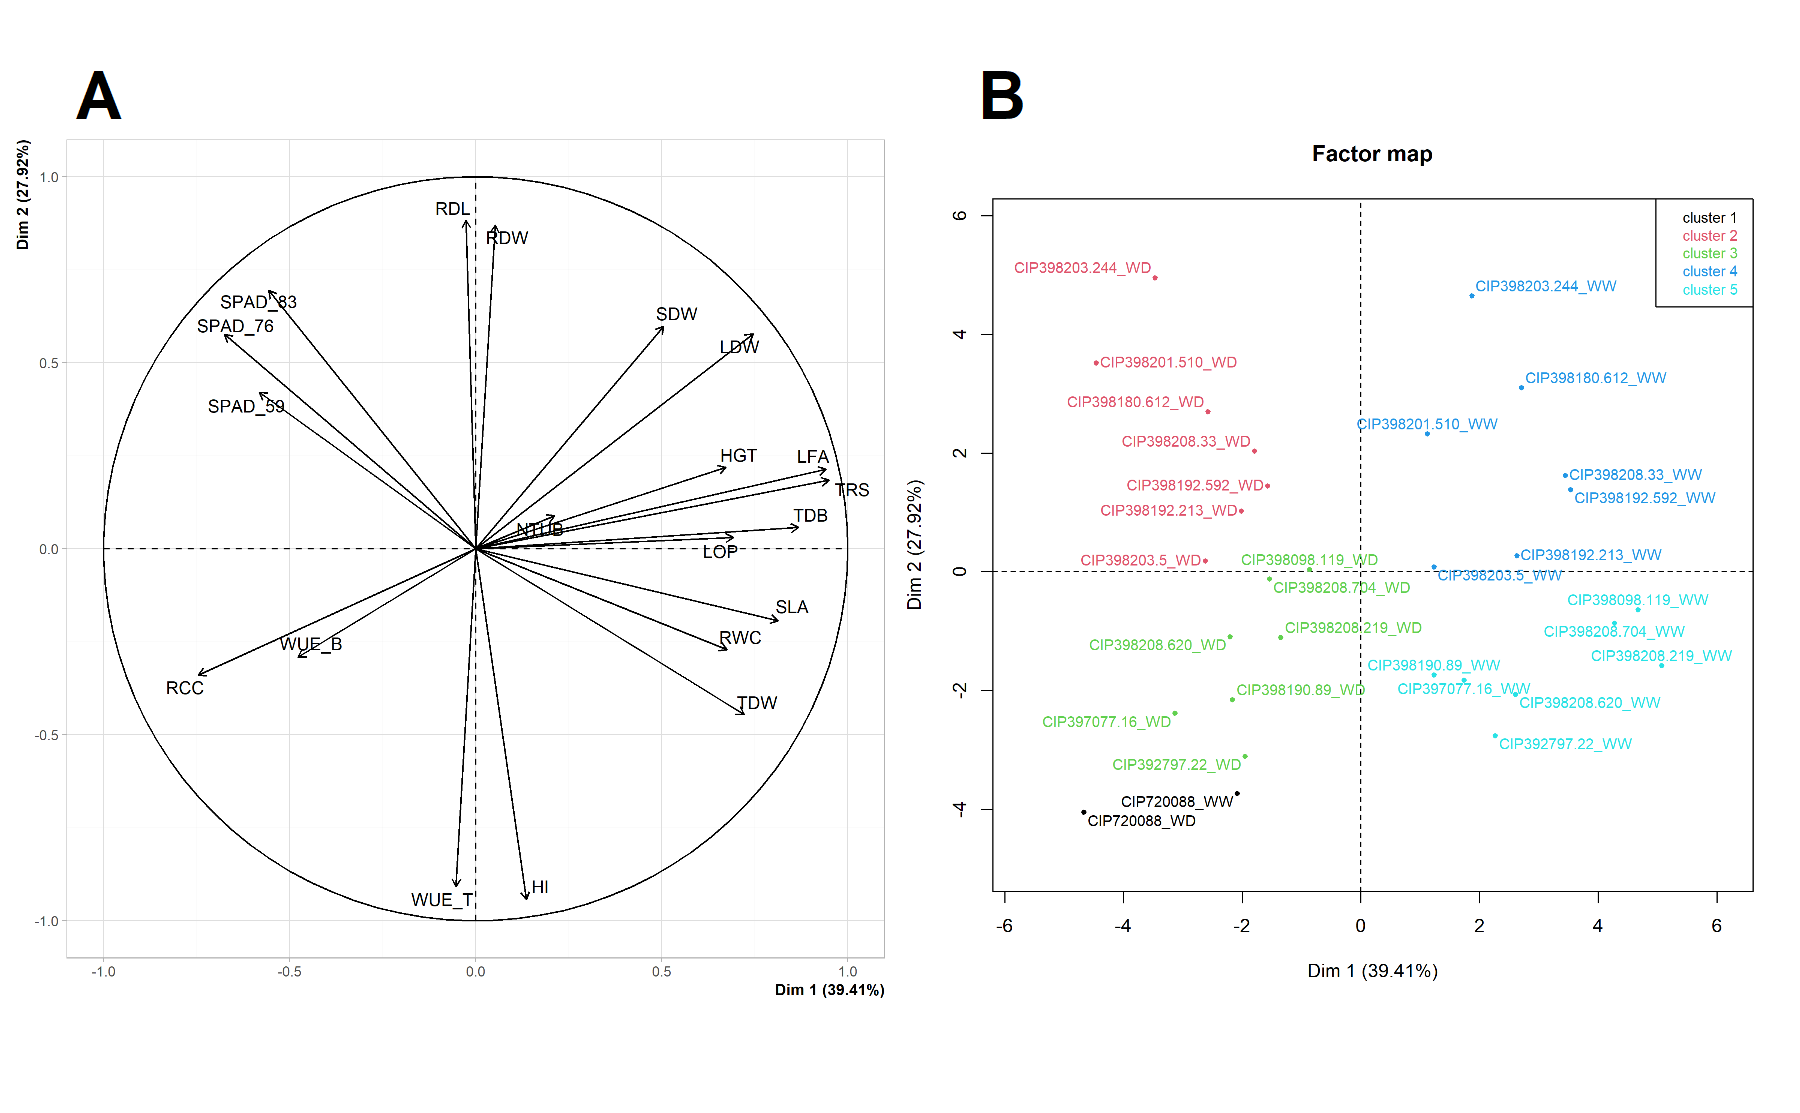 A
Dim 2 (27.92%)
1.0
0.5
0.0
-0.5
-1.0
RDL
RDW
SPAD_83
SPAD_76
SPAD_59
SDW
LDW
HGT
LFA
TRS
NTUB
TDB
LOP
SLA
RWC
TDW
WUE_B
RCC
WUE_T
HI
-1.0
-0.5
0.0
0.5
1.0
Dim 1 (39.41%)
B
Factor map
cluster 1
cluster 2
cluster 3
cluster 4
cluster 5
Dim 2 (27.92%)
6
4
2
0
-2
-4
CIP398203.244_WD
CIP398203.244_WW
CIP398201.510_WD
CIP398180.612_WW
CIP398180.612_WD
CIP398201.510_WW
CIP398208.33_WD
CIP398208.33_WW
CIP398192.592_WD
CIP398192.592_WW
CIP398192.213_WD
CIP398192.213_WW
CIP398203.5_WD
CIP398098.119_WD
CIP398203.5_WW
CIP398208.704_WD
CIP398098.119_WW
CIP398208.219_WD
CIP398208.704_WW
CIP398208.620_WD
CIP398208.219_WW
CIP398190.89_WW
CIP398190.89_WD
CIP397077.16_WW
CIP398208.620_WW
CIP397077.16_WD
CIP392797.22_WW
CIP392797.22_WD
CIP720088_WW
CIP720088_WD
-6
-4
-2
0
2
4
6
Dim 1 (39.41%)